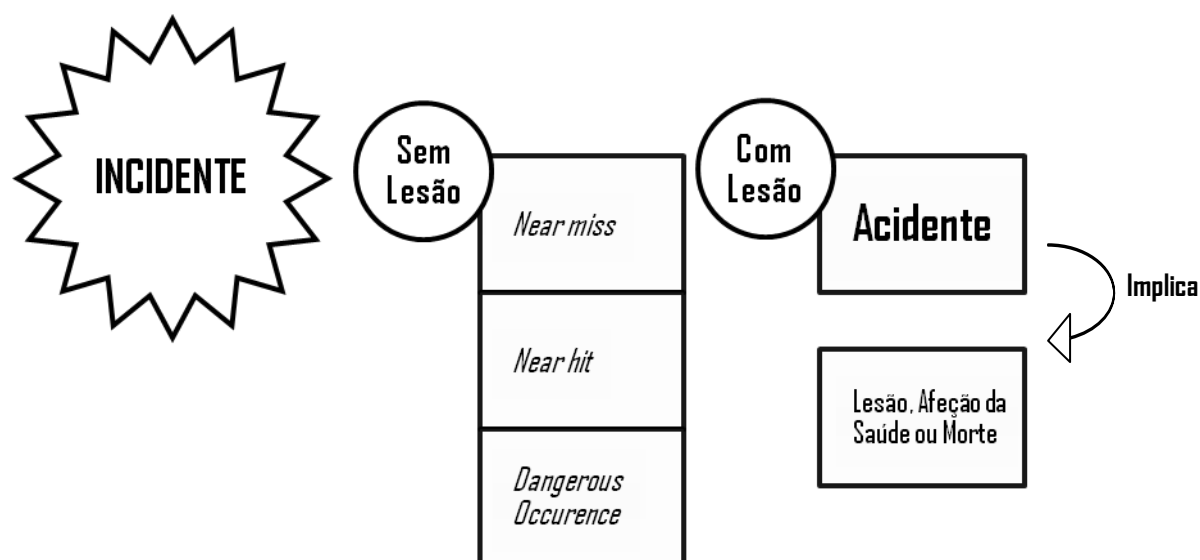 INCIDENTE
Sem
Lesão
Near miss
Near hit
Dangerous
Occurence
Com
Lesão
Acidente
Implica
Lesão, Afeção da
Saúde ou Morte